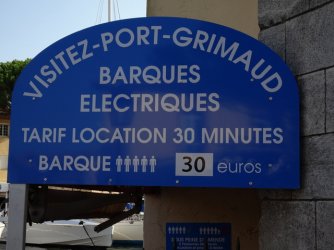 VISITEZ-PORT-GRIMAUD
BARQUES
ELECTRIQUES
TARIF LOCATION 30 MINUTES
BARQUE 30 euros